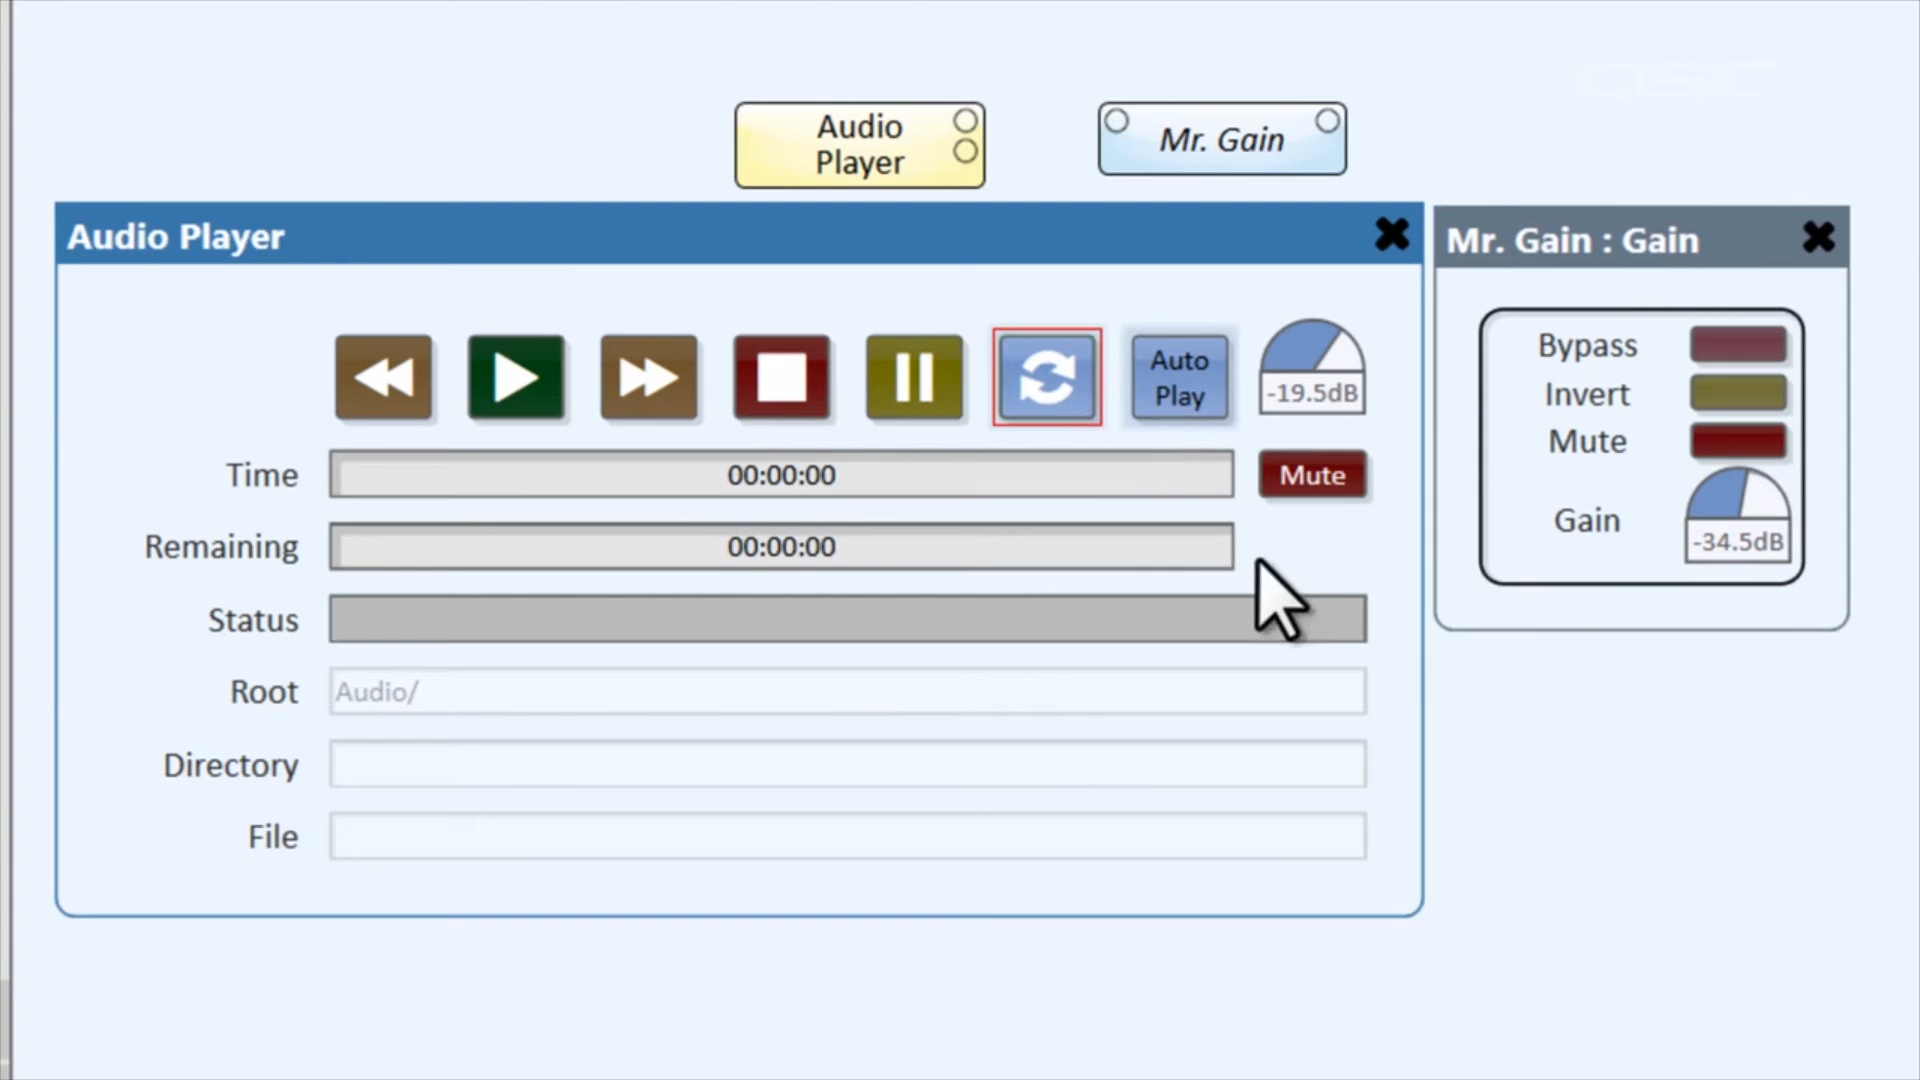 QSC
Audio
Player
Mr. Gain
Audio Player
Mr. Gain : Gain
Auto
Play
-19.5dB
Time
00:00:00
Mute
Remaining
00:00:00
Status
Root
Audio/
Directory
File
Bypass
Invert
Mute
Gain
-34.5dB